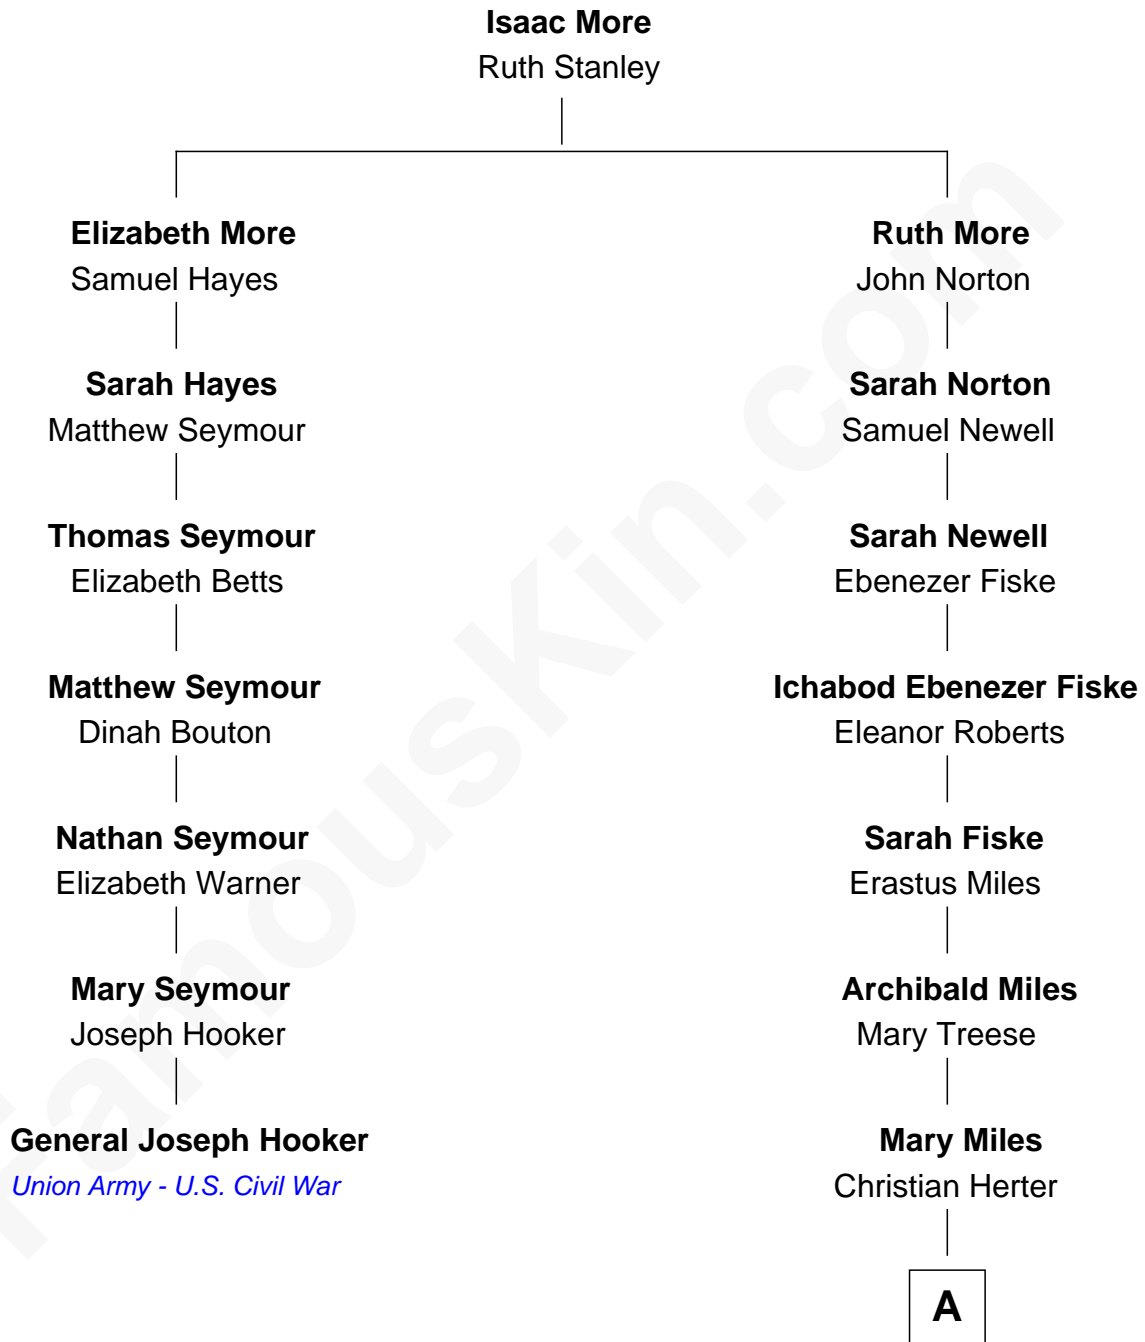 Isaac More
Ruth Stanley
Elizabeth More
Samuel Hayes
Sarah Hayes
Matthew Seymour
Thomas Seymour
Elizabeth Betts
Matthew Seymour
Dinah Bouton
Nathan Seymour
Elizabeth Warner
Mary Seymour
Joseph Hooker
General Joseph Hooker
Union Army - U.S. Civil War
Ruth More
John Norton
Sarah Norton
Samuel Newell
Sarah Newell
Ebenezer Fiske
Ichabod Ebenezer Fiske
Eleanor Roberts
Sarah Fiske
Erastus Miles
Archibald Miles
Mary Treese
Mary Miles
Christian Herter
A
FamousKin.com